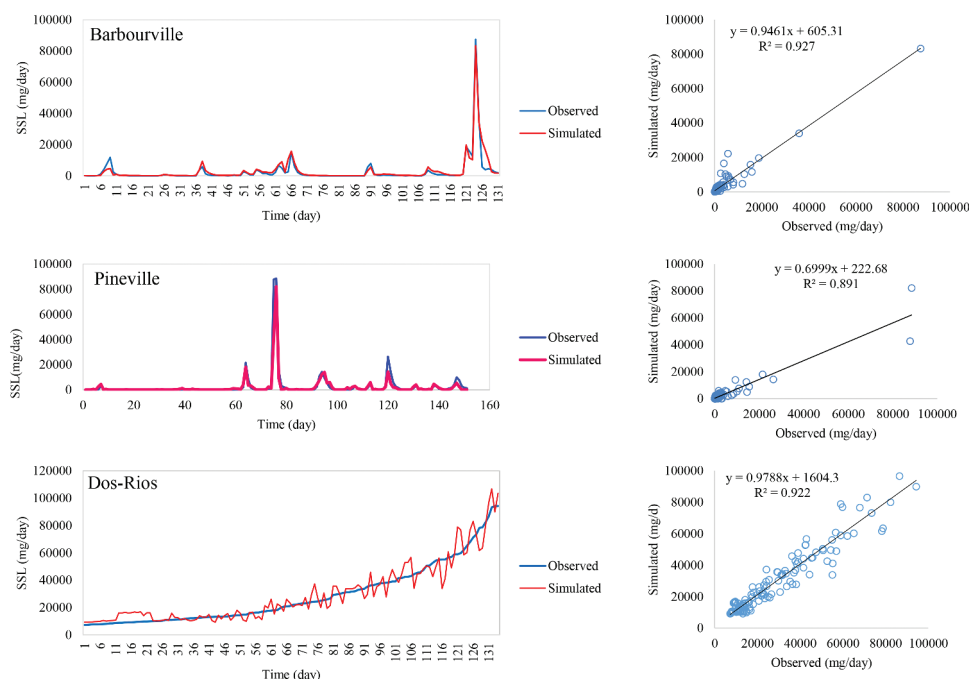 Barbourville
SSL (mg/day)
100000
80000
60000
40000
20000
0
1 6 11 16 21 26 31 36 41 46 51 56 61 66 71 76 81 86 91 96 101 106 111 116 121 126 131
Time (day)
Observed
Simulated
y = 0.9461x + 605.31
R² = 0.927
Simulated (mg/day)
100000
80000
60000
40000
20000
0
0 20000 40000 60000 80000 100000
Observed (mg/day)
Pineville
SSL(mg/day)
100000
80000
60000
40000
20000
0
0 20 40 60 80 100 120 140 160
Time (day)
Observed
Simulated
y = 0.6999x + 222.68
R² = 0.891
Simulated (mg/day)
100000
80000
60000
40000
20000
0
0 20000 40000 60000 80000 100000
Observed (mg/day)
Dos-Rios
SSL (mg/day)
120000
100000
80000
60000
40000
20000
0
1 6 11 16 21 26 31 36 41 46 51 56 61 66 71 76 81 86 91 96 101 106 111 116 121 126 131
Time (day)
Observed
Simulated
y = 0.9788x + 1604.3
R² = 0.922
Simulated (mg/d)
100000
80000
60000
40000
20000
0
0 20000 40000 60000 80000 100000
Observed (mg/day)